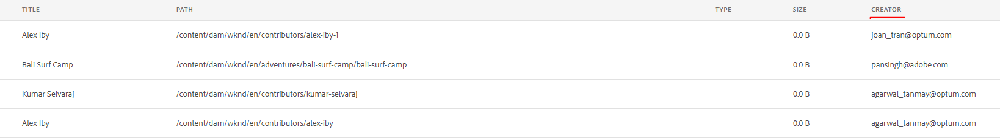 TITLE PATH TYPE SIZE CREATOR
Alex Iby /content/dam/wknd/en/contributors/alex-iby-1 0.0 B joan_tran@optum.com
Bali Surf Camp /content/dam/wknd/en/adventures/bali-surf-camp/bali-surf-camp 0.0 B pansingh@adobe.com
Kumar Selvaraj /content/dam/wknd/en/contributors/kumar-selvaraj 0.0 B agarwal_tanmay@optum.com
Alex Iby /content/dam/wknd/en/contributors/alex-iby 0.0 B agarwal_tanmay@optum.com